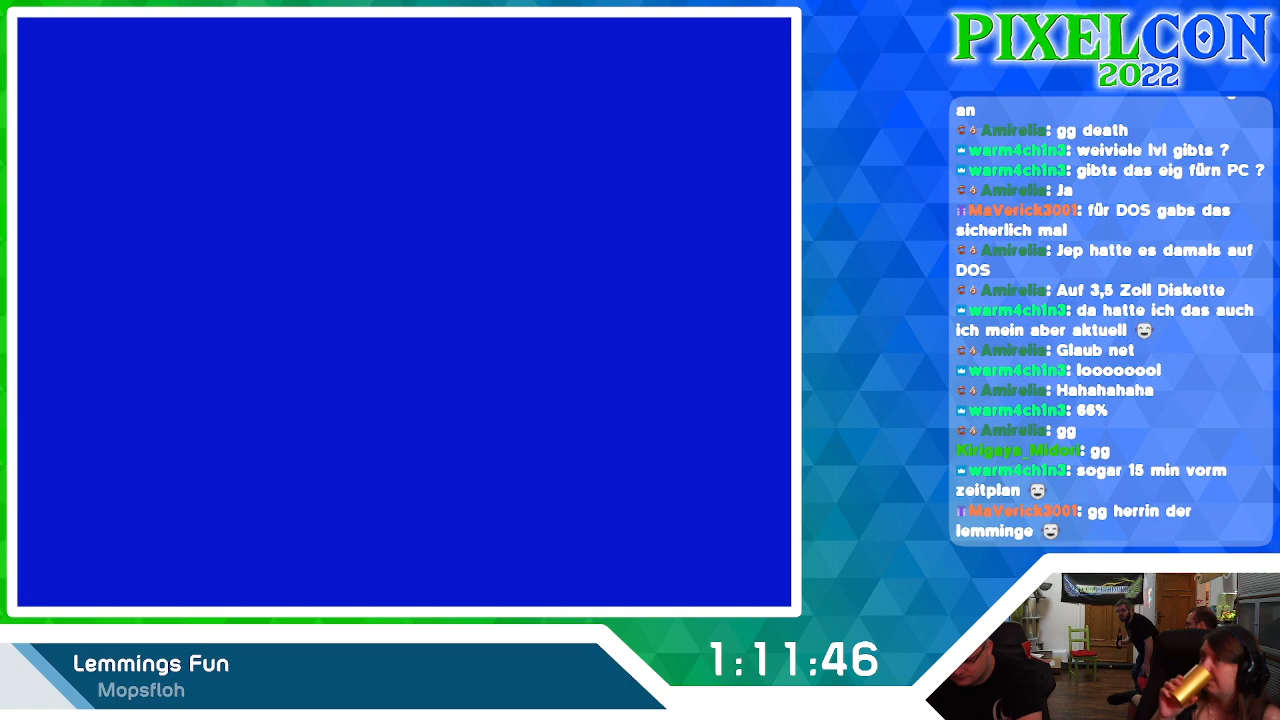 PIXELCON
2022
an
Amirelia: gg death
warm4ch1n3: weiviele lvl gibts ?
warm4ch1n3: gibts das eig fürn PC ?
Amirelia: Ja
MaVerick3001: für DOS gabs das
sicherlich mal
Amirelia: Jep hatte es damals auf
DOS
Amirelia: Auf 3,5 Zoll Diskette
warm4ch1n3: da hatte ich das auch
ich mein aber aktuell
Amirelia: Glaub net
warm4ch1n3: loooooool
Amirelia: Hahahahaha
warm4ch1n3: 66%
Amirelia: gg
Kirigaya_Midori: gg
warm4ch1n3: sogar 15 min vorm
zeitplan
MaVerick3001: gg herrin der
lemminge
Lemmings Fun
Mopsfloh
1:11:46